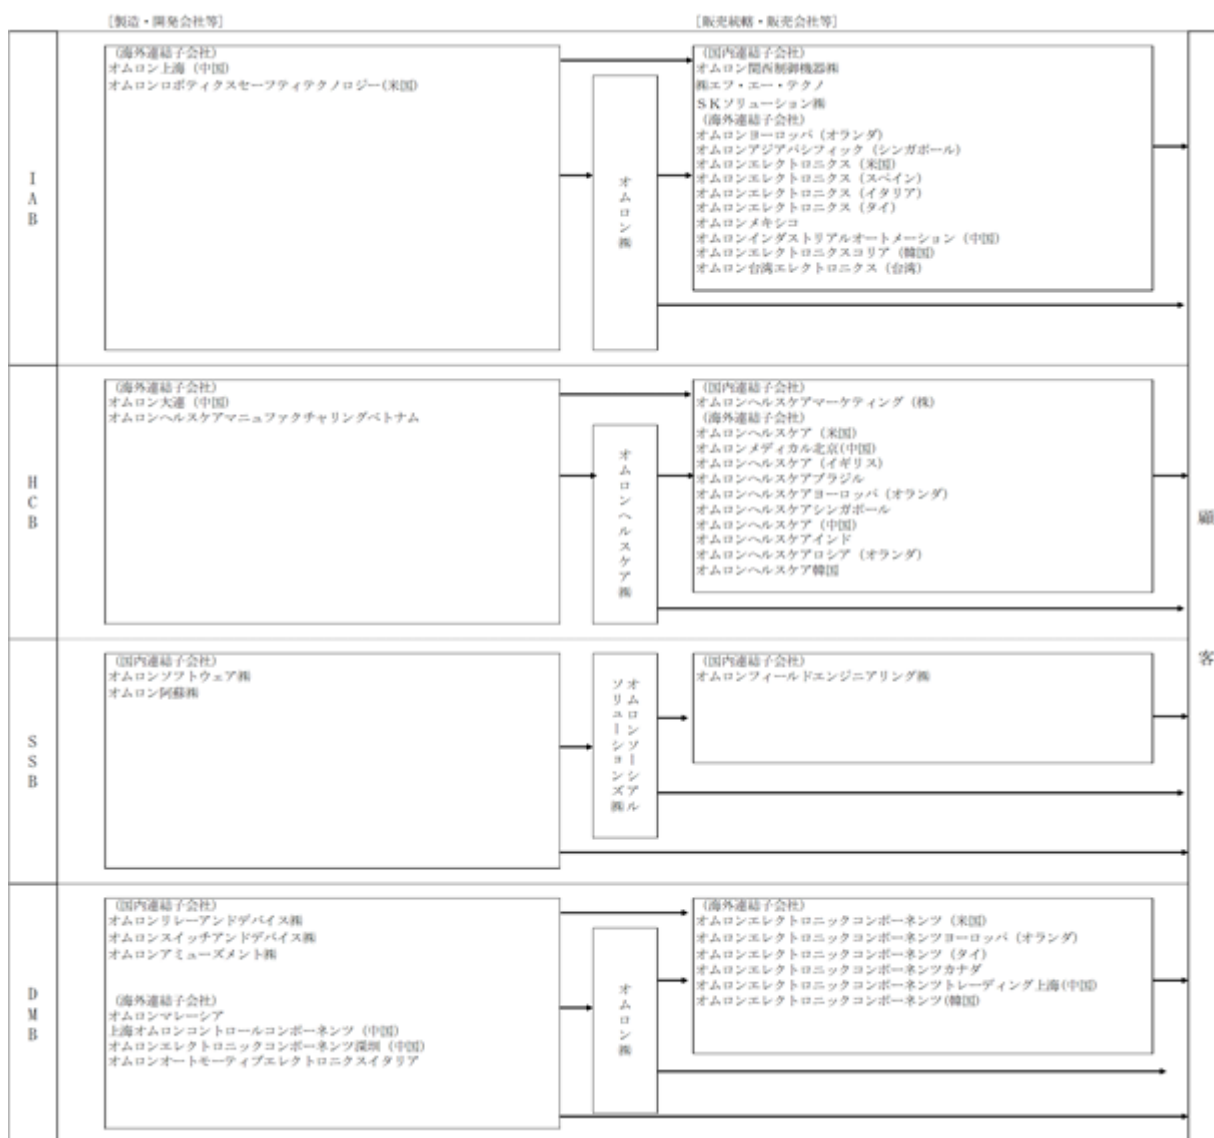 [製造・開発会社等]
[販売統轄・販売会社等]
IAB
(海外連結子会社)
オムロン上海 (中国)
オムロンロボティクスセーフティテクノロジー(米国)
オムロン㈱
(国内連結子会社)
オムロン関西制御機器㈱
㈱エフ・エー・テクノ
SKソリューション㈱
(海外連結子会社)
オムロンヨーロッパ (オランダ)
オムロンアジアパシフィック (シンガポール)
オムロンエレクトロニクス (米国)
オムロンエレクトロニクス (スペイン)
オムロンエレクトロニクス (イタリア)
オムロンエレクトロニクス (タイ)
オムロンメキシコ
オムロンインダストリアルオートメーション (中国)
オムロンエレクトロニクスコリア (韓国)
オムロン台湾エレクトロニクス (台湾)
HCB
(海外連結子会社)
オムロン大連 (中国)
オムロンヘルスケアマニュファクチャリングベトナム
オムロンヘルスケア㈱
(国内連結子会社)
オムロンヘルスケアマーケティング (株)
(海外連結子会社)
オムロンヘルスケア (米国)
オムロンメディカル北京(中国)
オムロンヘルスケア (イギリス)
オムロンヘルスケアブラジル
オムロンヘルスケアヨーロッパ (オランダ)
オムロンヘルスケアシンガポール
オムロンヘルスケア (中国)
オムロンヘルスケアインド
オムロンヘルスケアロシア (オランダ)
オムロンヘルスケア韓国
SSB
(国内連結子会社)
オムロンソフトウェア㈱
オムロン阿蘇㈱
オムロンソーシアル
ソリューションズ㈱
(国内連結子会社)
オムロンフィールドエンジニアリング㈱
DMB
(国内連結子会社)
オムロンリレーアンドデバイス㈱
オムロンスイッチアンドデバイス㈱
オムロンアミューズメント㈱
(海外連結子会社)
オムロンマレーシア
上海オムロンコントロールコンポーネンツ (中国)
オムロンエレクトロニックコンポーネンツ深圳 (中国)
オムロンオートモーティブエレクトロニクスイタリア
オムロン㈱
(海外連結子会社)
オムロンエレクトロニックコンポーネンツ (米国)
オムロンエレクトロニックコンポーネンツヨーロッパ (オランダ)
オムロンエレクトロニックコンポーネンツ (タイ)
オムロンエレクトロニックコンポーネンツカナダ
オムロンエレクトロニックコンポーネンツトレーディング上海(中国)
オムロンエレクトロニックコンポーネンツ(韓国)
顧客